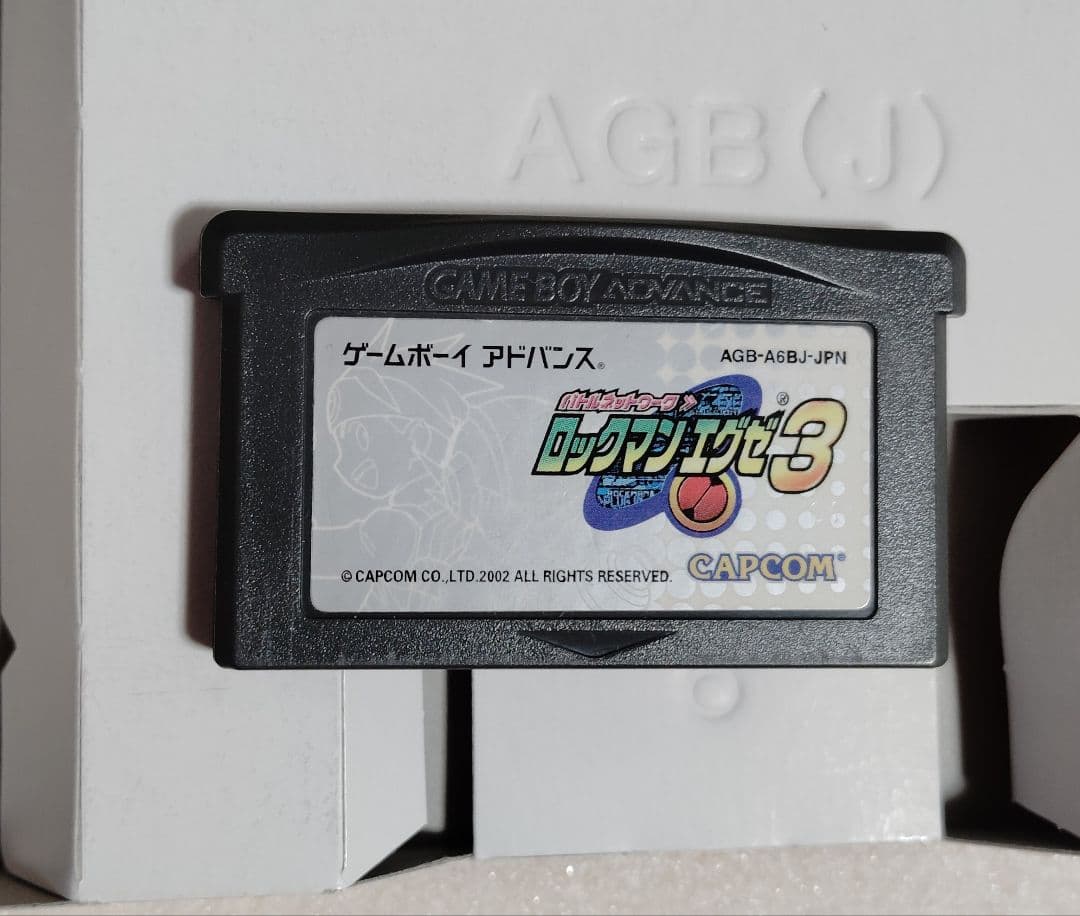 AGB(J)
GAME BOY ADVANCE
ゲームボーイ アドバンス®
AGB-A6BJ-JPN
バトルネットワーク
ロックマン エグゼ®3
© CAPCOM CO.,LTD.2002 ALL RIGHTS RESERVED.
CAPCOM®